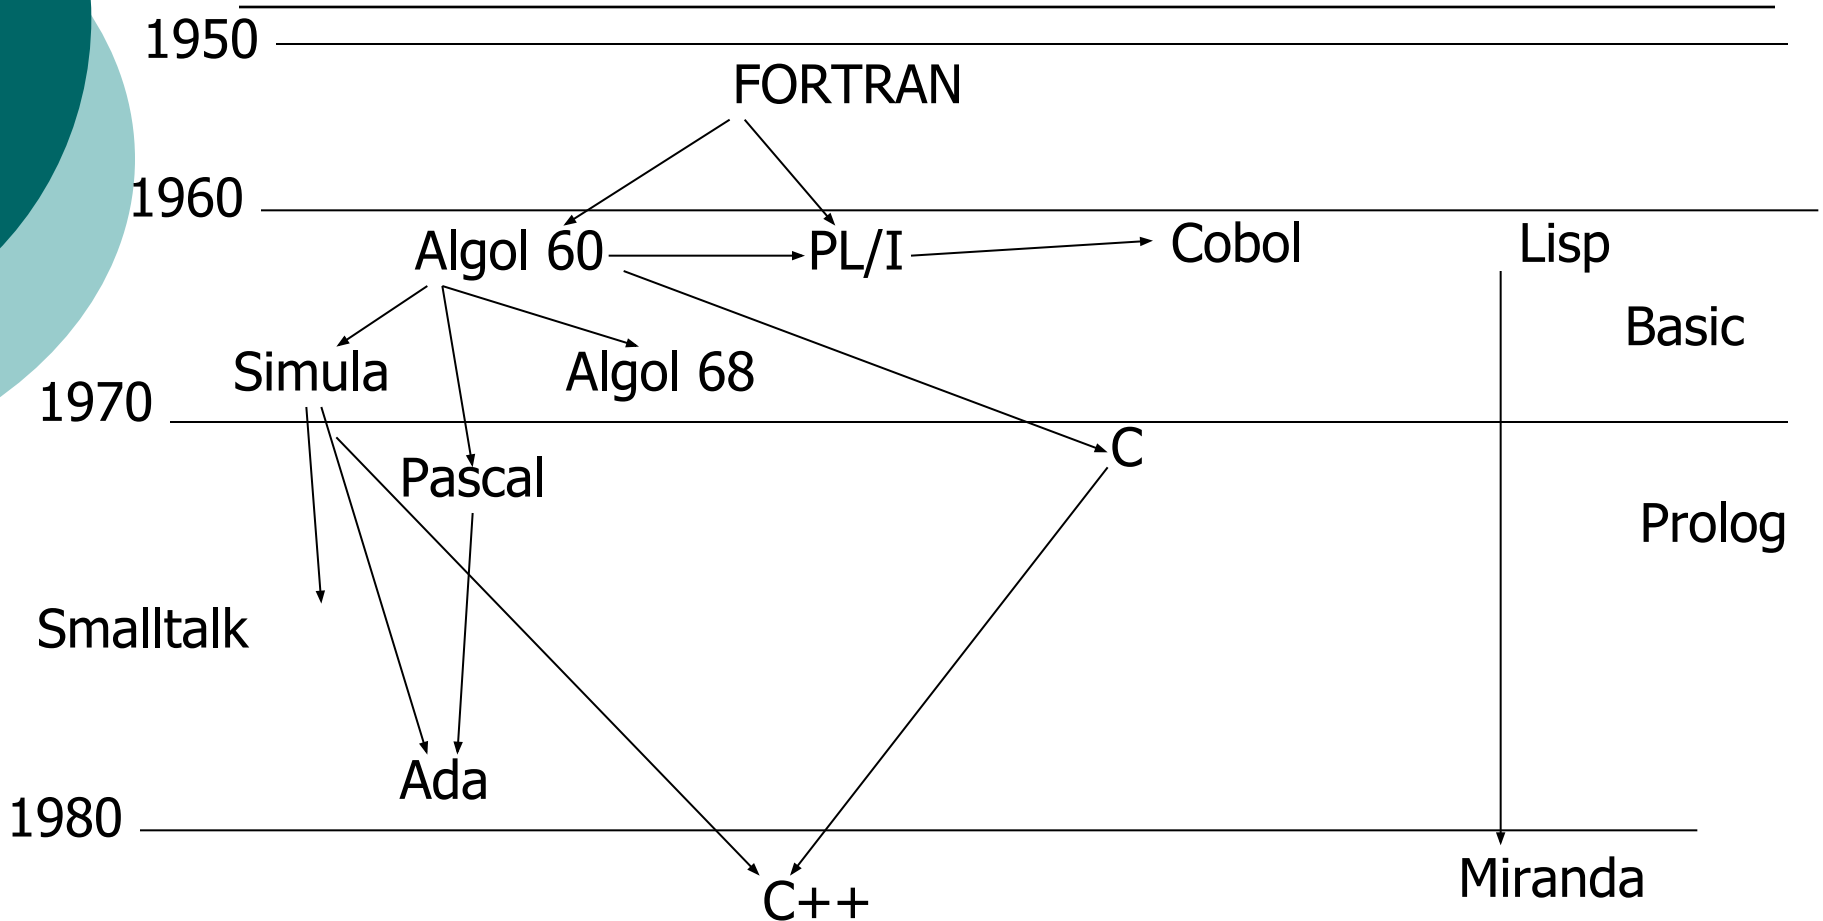 1950
FORTRAN
1960
Algol 60 PL/I Cobol Lisp
Basic
Simula Algol 68
1970
C
Pascal
Prolog
Smalltalk
Ada
1980
Miranda
C++